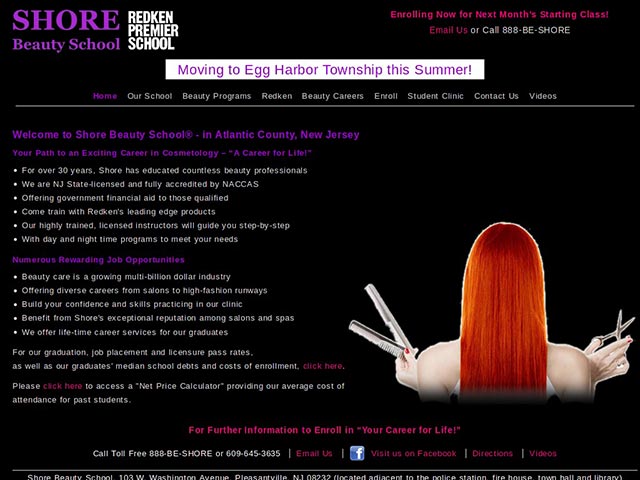 SHORE
Beauty School
REDKEN
PREMIER
SCHOOL
Enrolling Now for Next Month's Starting Class!
Email Us or Call 888-BE-SHORE
Moving to Egg Harbor Township this Summer!
Home Our School Beauty Programs Redken Beauty Careers Enroll Student Clinic Contact Us Videos
Welcome to Shore Beauty School® - in Atlantic County, New Jersey
Your Path to an Exciting Career in Cosmetology – “A Career for Life!”
For over 30 years, Shore has educated countless beauty professionals
We are NJ State-licensed and fully accredited by NACCAS
Offering government financial aid to those qualified
Come train with Redken's leading edge products
Our highly trained, licensed instructors will guide you step-by-step
With day and night time programs to meet your needs
Numerous Rewarding Job Opportunities
Beauty care is a growing multi-billion dollar industry
Offering diverse careers from salons to high-fashion runways
Build your confidence and skills practicing in our clinic
Benefit from Shore's exceptional reputation among salons and spas
We offer life-time career services for our graduates
For our graduation, job placement and licensure pass rates,
as well as our graduates' median school debts and costs of enrollment, click here.
Please click here to access a "Net Price Calculator" providing our average cost of
attendance for past students.
For Further Information to Enroll in “Your Career for Life!”
Call Toll Free 888-BE-SHORE or 609-645-3635 | Email Us | f Visit us on Facebook | Directions | Videos
Shore Beauty School, 103 W. Washington Avenue, Pleasantville, NJ 08232 (located adjacent to the police station, fire house, town hall and library)